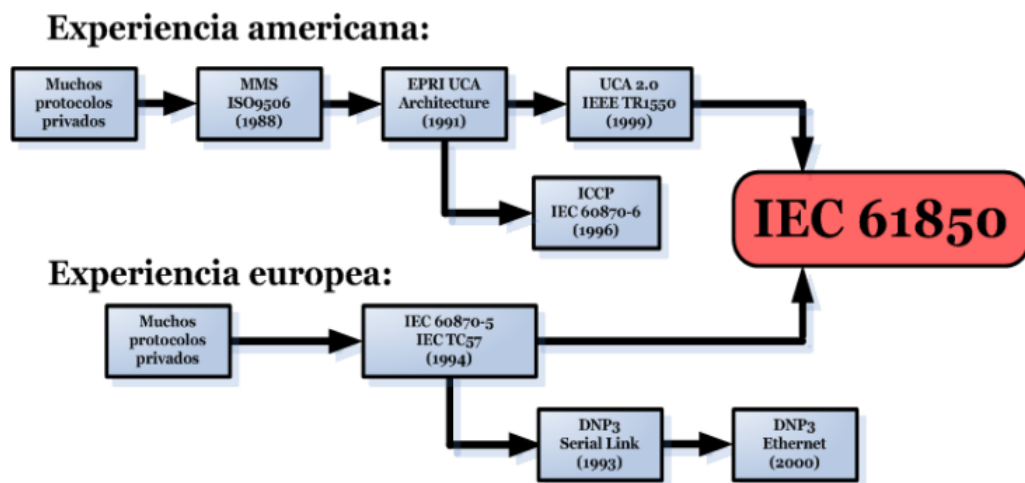 Experiencia americana:
Muchos
protocolos
privados
MMS
ISO9506
(1988)
EPRI UCA
Architecture
(1991)
UCA 2.0
IEEE TR1550
(1999)
ICCP
IEC 60870-6
(1996)
IEC 61850
Experiencia europea:
Muchos
protocolos
privados
IEC 60870-5
IEC TC57
(1994)
DNP3
Serial Link
(1993)
DNP3
Ethernet
(2000)